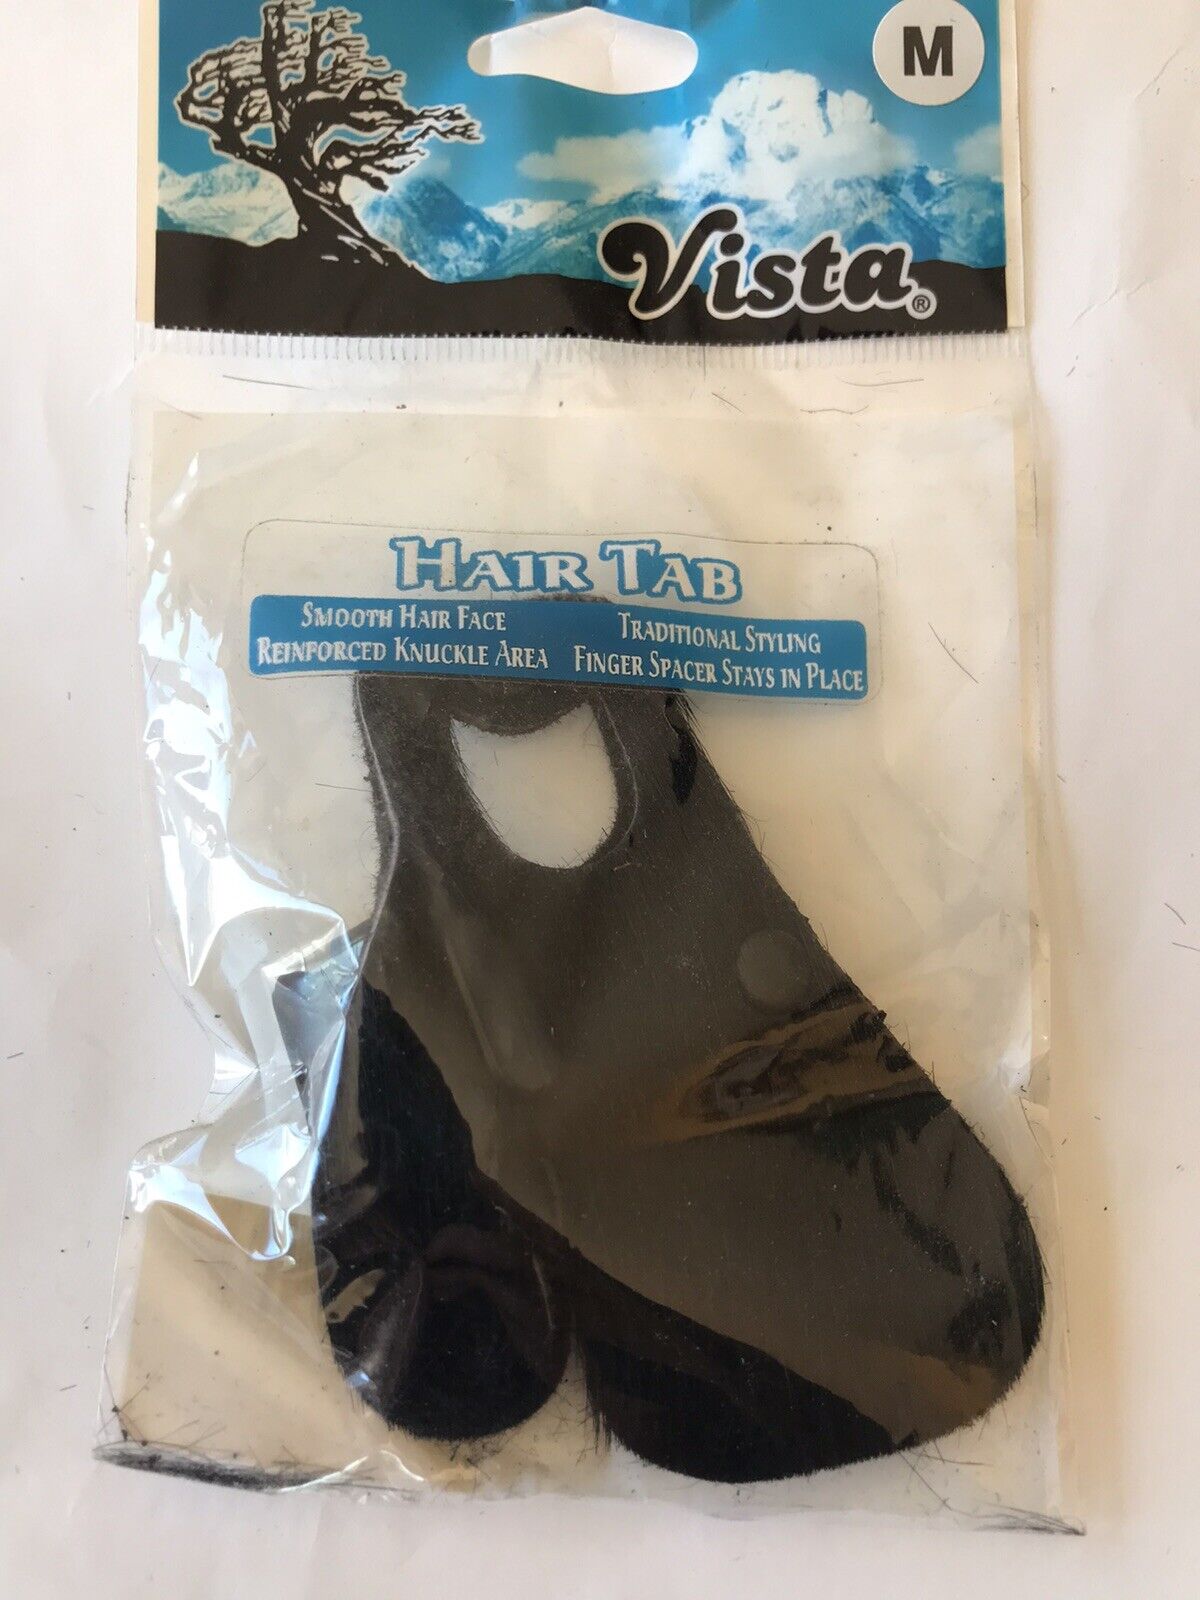 M
Vista®
HAIR TAB
SMOOTH HAIR FACE
TRADITIONAL STYLING
REINFORCED KNUCKLE AREA
FINGER SPACER STAYS IN PLACE